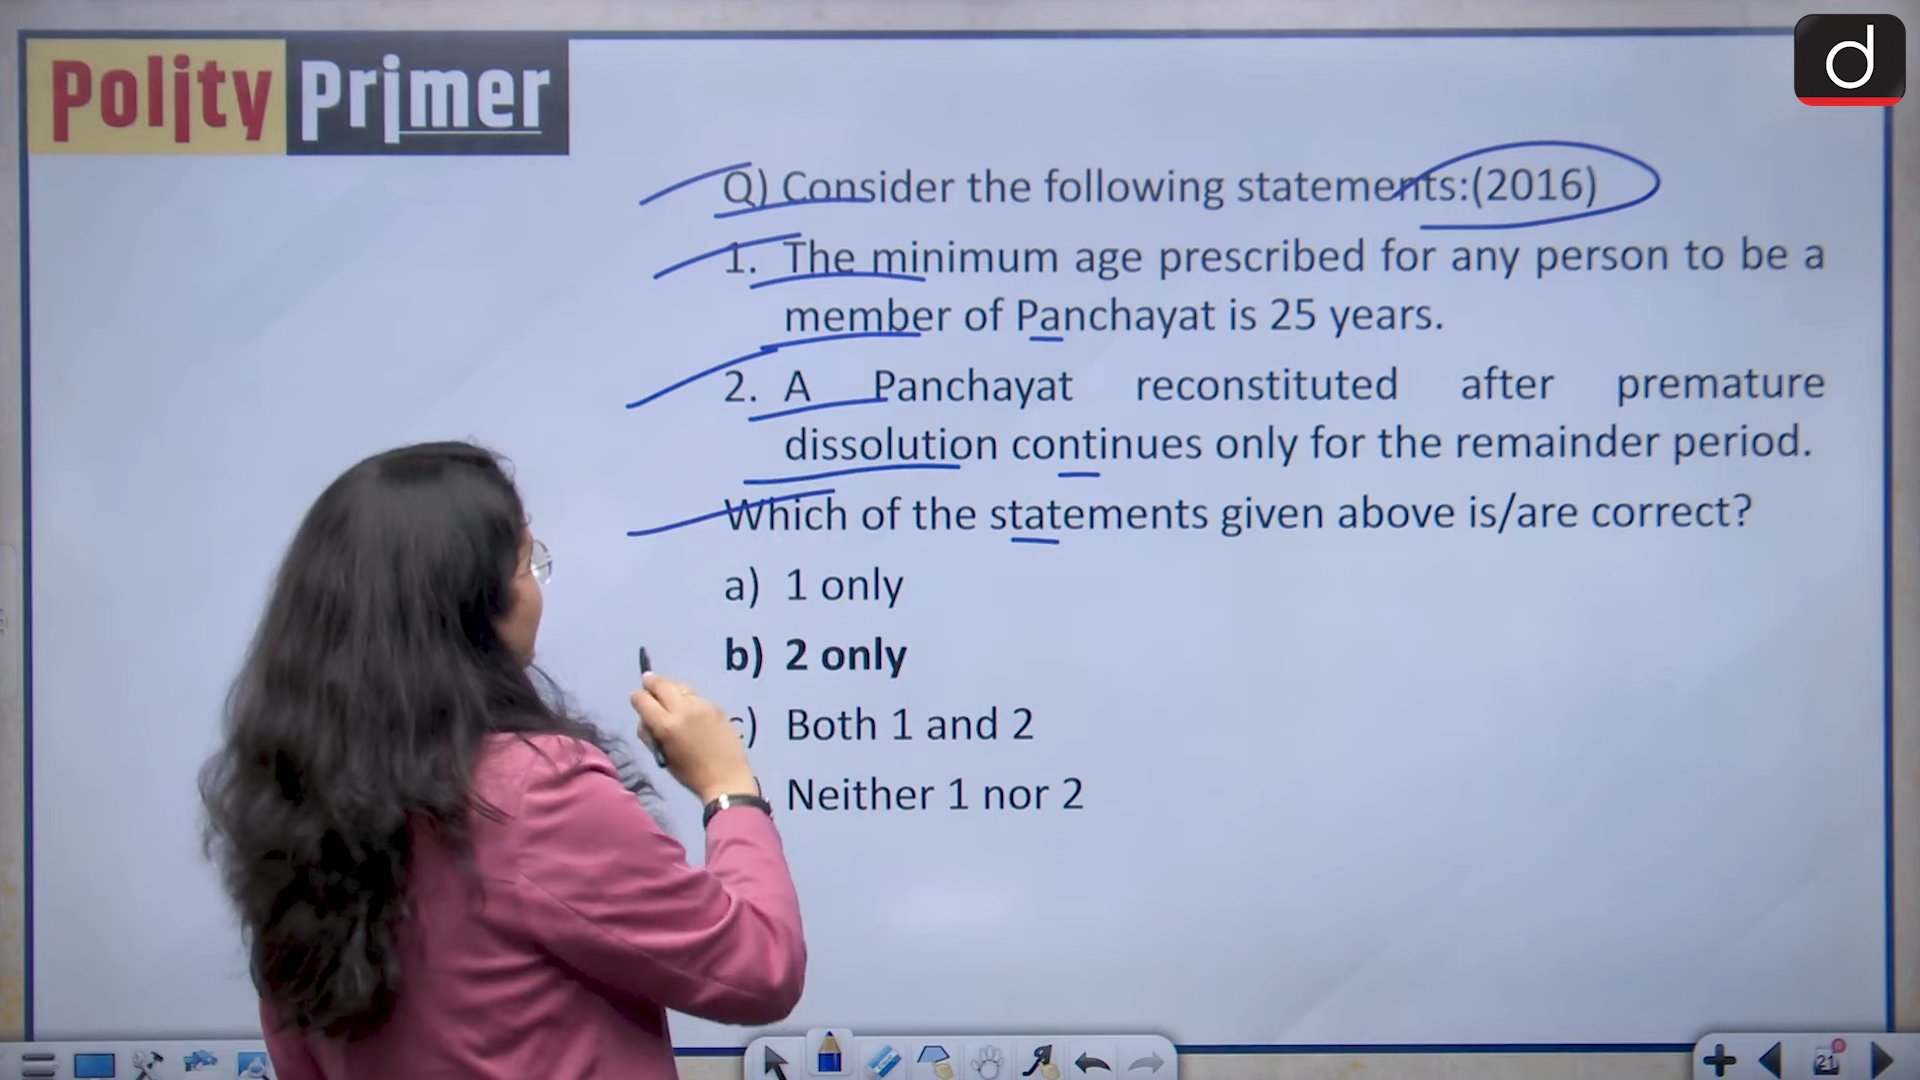 Polity Primer
d
Q) Consider the following statements:(2016)
1. The minimum age prescribed for any person to be a
member of Panchayat is 25 years.
2. A Panchayat reconstituted after premature
dissolution continues only for the remainder period.
Which of the statements given above is/are correct?
a) 1 only
b) 2 only
c) Both 1 and 2
Neither 1 nor 2
21